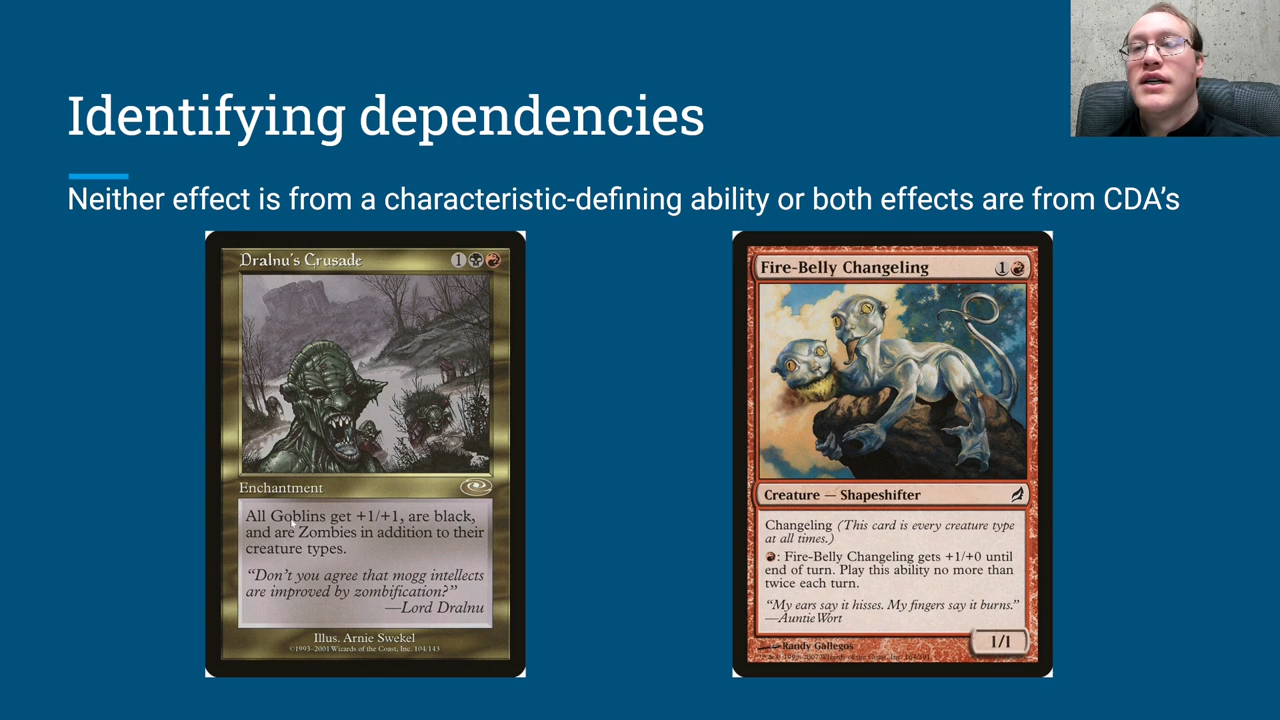 Identifying dependencies
Neither effect is from a characteristic-defining ability or both effects are from CDA's
Dralnu's Crusade 1
Enchantment
All Goblins get +1/+1, are black,
and are Zombies in addition to their
creature types.
"Don't you agree that mogg intellects
are improved by zombification?"
—Lord Dralnu
Illus. Arnie Swekel
©1993–2001 Wizards of the Coast, Inc. 104/143
Fire-Belly Changeling 1
Creature — Shapeshifter
Changeling (This card is every creature type
at all times.)
: Fire-Belly Changeling gets +1/+0 until
end of turn. Play this ability no more than
twice each turn.
"My ears say it hisses. My fingers say it burns."
—Auntie Wort
1/1
Randy Gallegos